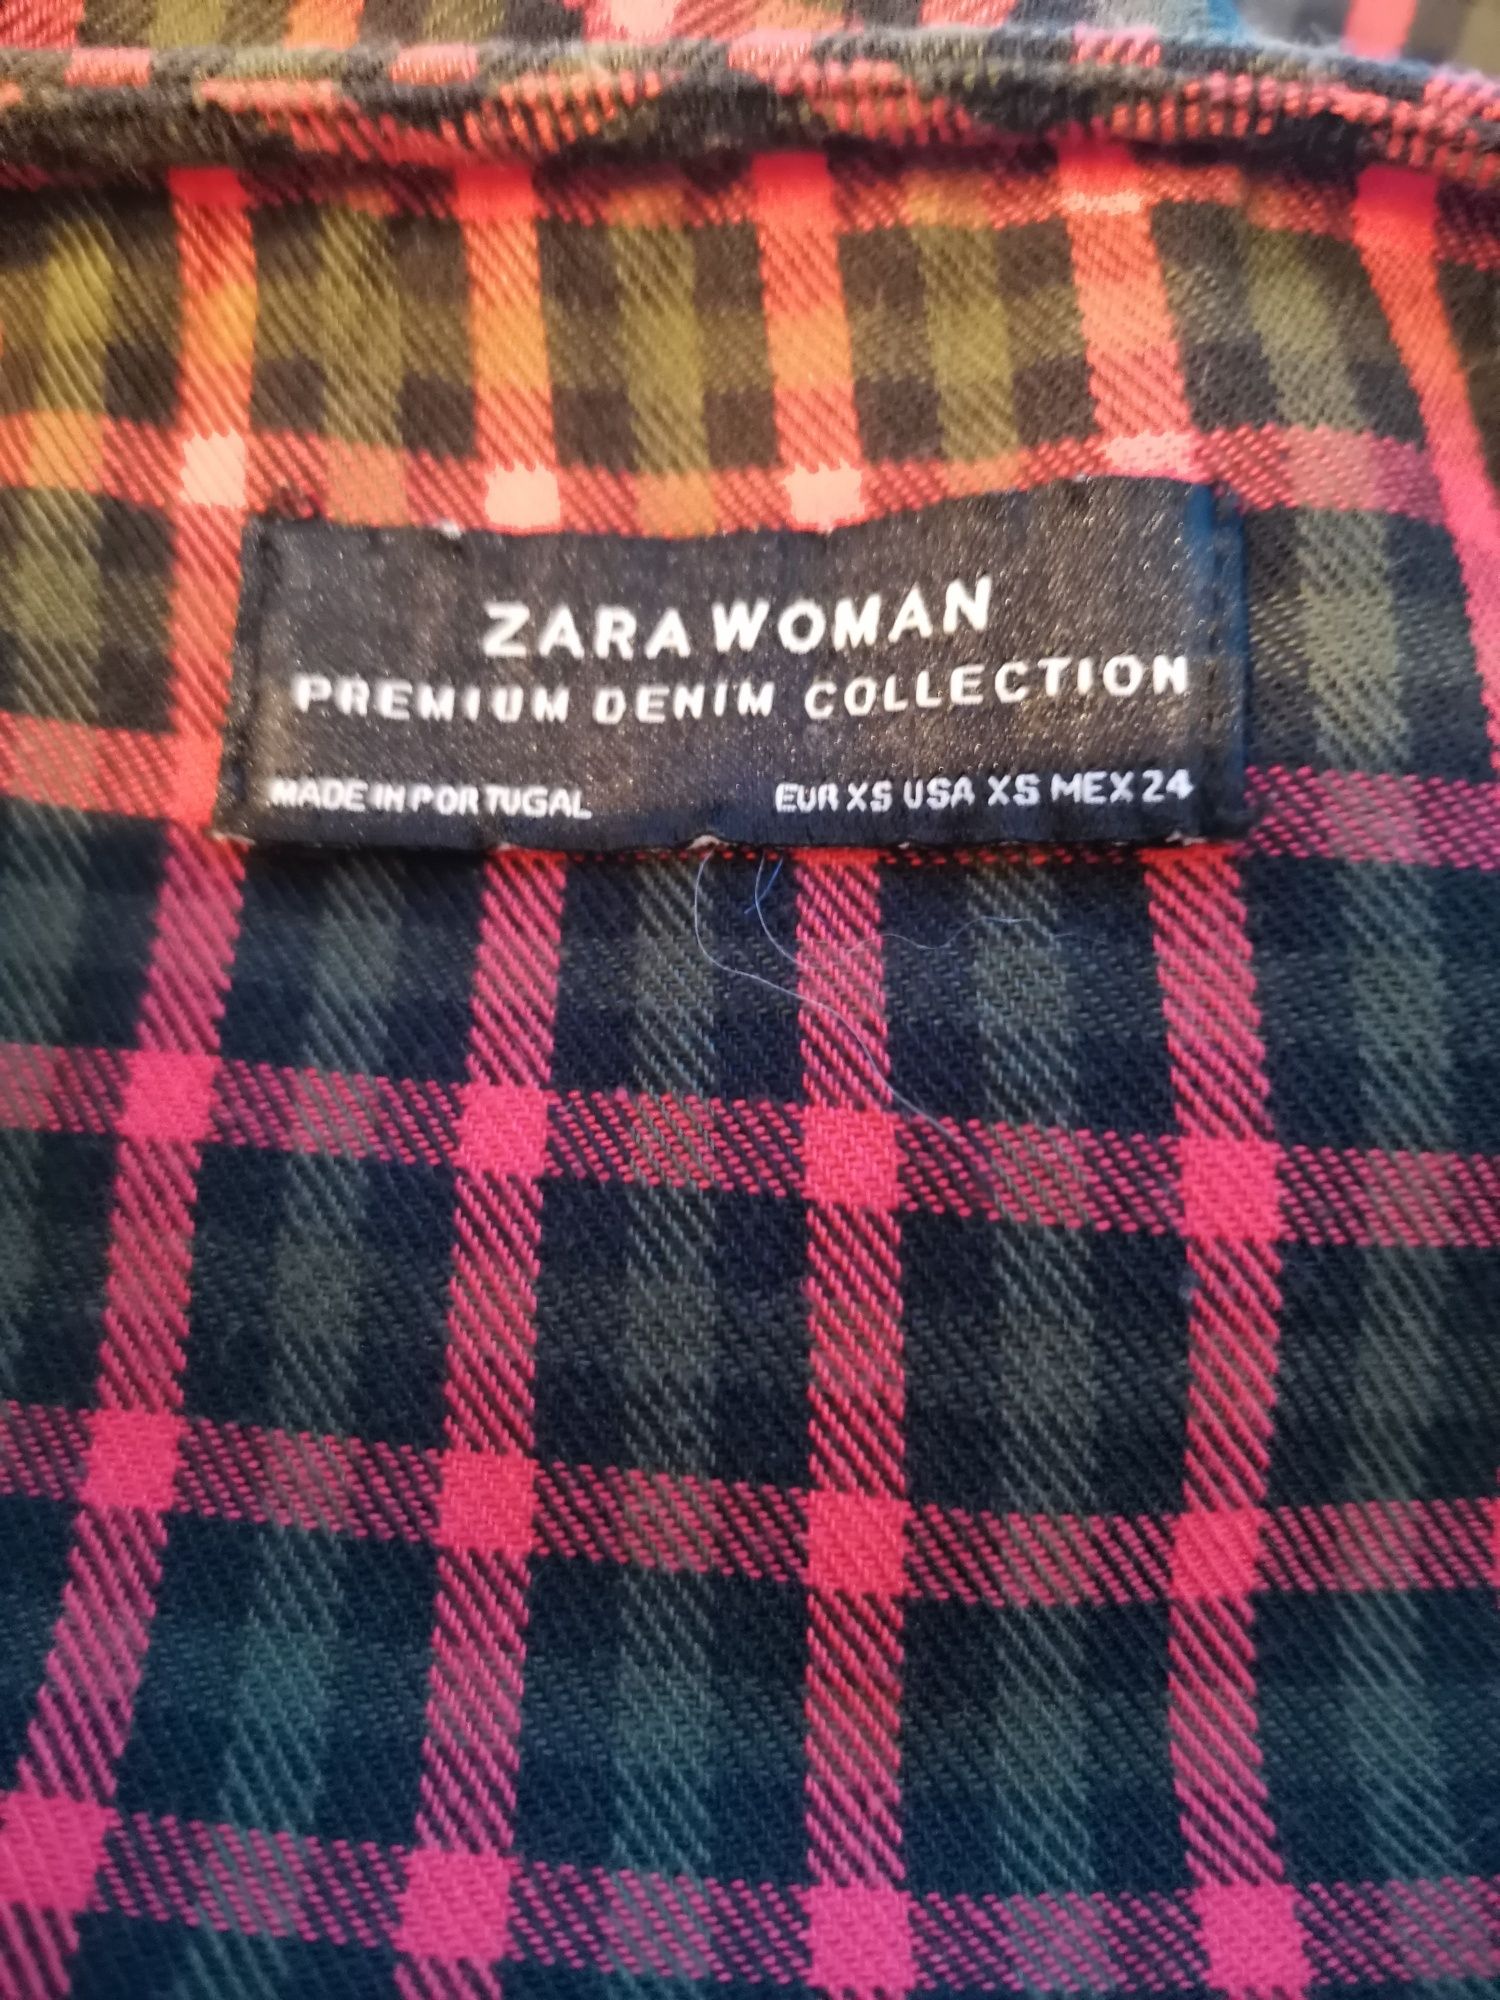 ZARA WOMAN
PREMIUM DENIM COLLECTION
MADE IN PORTUGAL EUR XS USA XS MEX 24